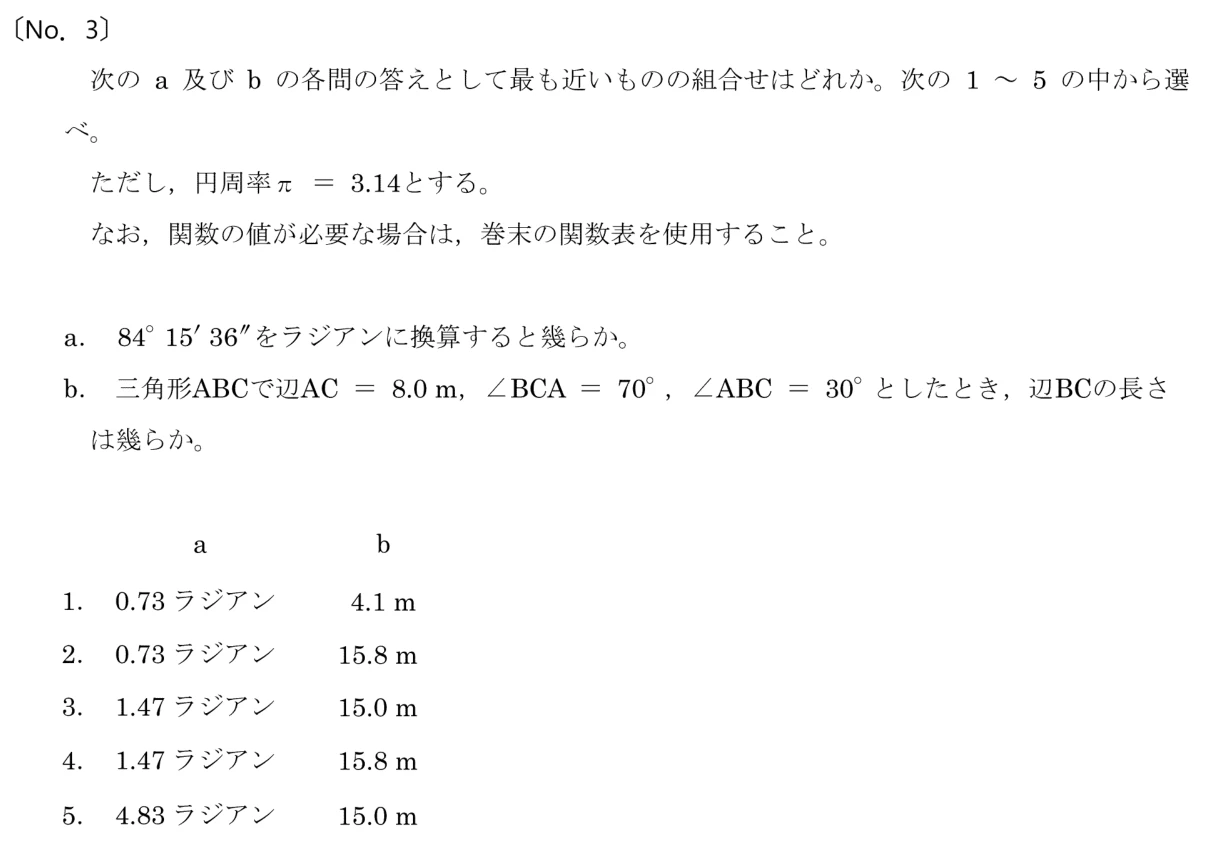 〔No. 3〕
次の a 及び b の各問の答えとして最も近いものの組合せはどれか。次の 1 ～ 5 の中から選
べ。
ただし，円周率π = 3.14とする。
なお，関数の値が必要な場合は，巻末の関数表を使用すること。
a. 84° 15′ 36″をラジアンに換算すると幾らか。
b. 三角形ABCで辺AC = 8.0 m，∠BCA = 70°，∠ABC = 30° としたとき，辺BCの長さ
は幾らか。
a b
1. 0.73 ラジアン 4.1 m
2. 0.73 ラジアン 15.8 m
3. 1.47 ラジアン 15.0 m
4. 1.47 ラジアン 15.8 m
5. 4.83 ラジアン 15.0 m